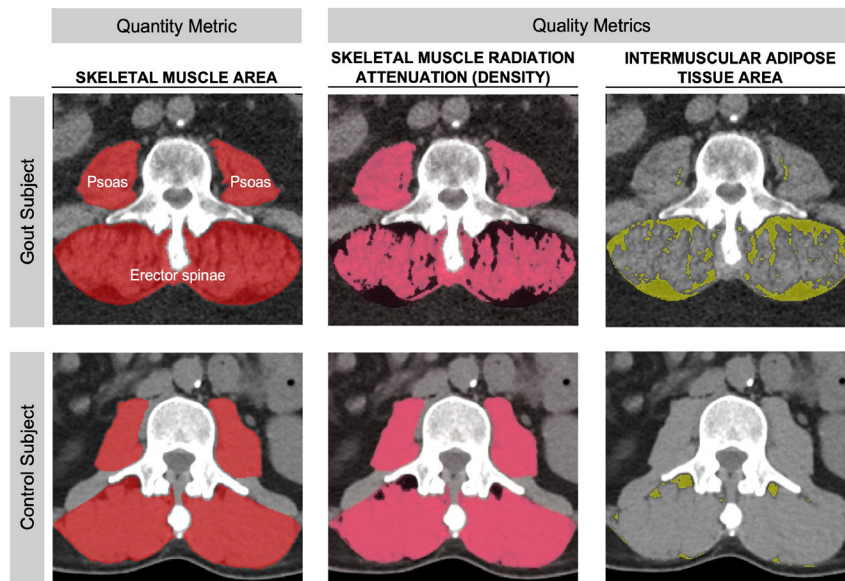 Quantity Metric
Quality Metrics
SKELETAL MUSCLE AREA
SKELETAL MUSCLE RADIATION
ATTENUATION (DENSITY)
INTERMUSCULAR ADIPOSE
TISSUE AREA
Gout Subject
Psoas
Psoas
Erector spinae
Control Subject